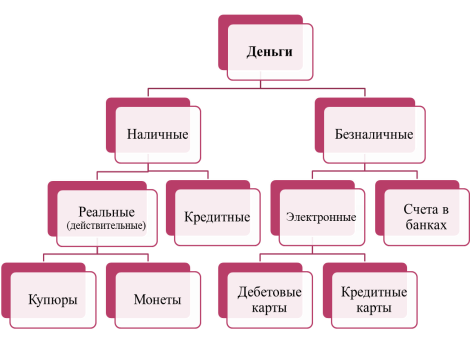 Деньги
Наличные
Безналичные
Реальные
(действительные)
Кредитные
Электронные
Счета в
банках
Купюры
Монеты
Дебетовые
карты
Кредитные
карты